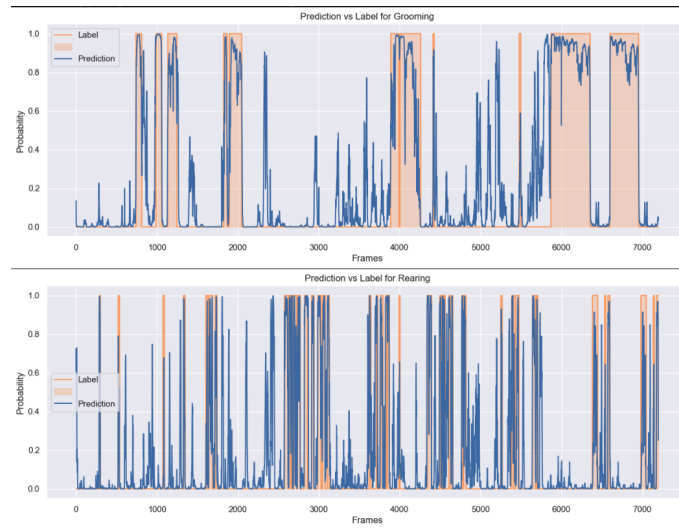 Prediction vs Label for Grooming
1.0
0.8
0.6
0.4
0.2
0.0
Probability
Label
Prediction
0 1000 2000 3000 4000 5000 6000 7000
Frames
Prediction vs Label for Rearing
1.0
0.8
0.6
0.4
0.2
0.0
Probability
Label
Prediction
0 1000 2000 3000 4000 5000 6000 7000
Frames